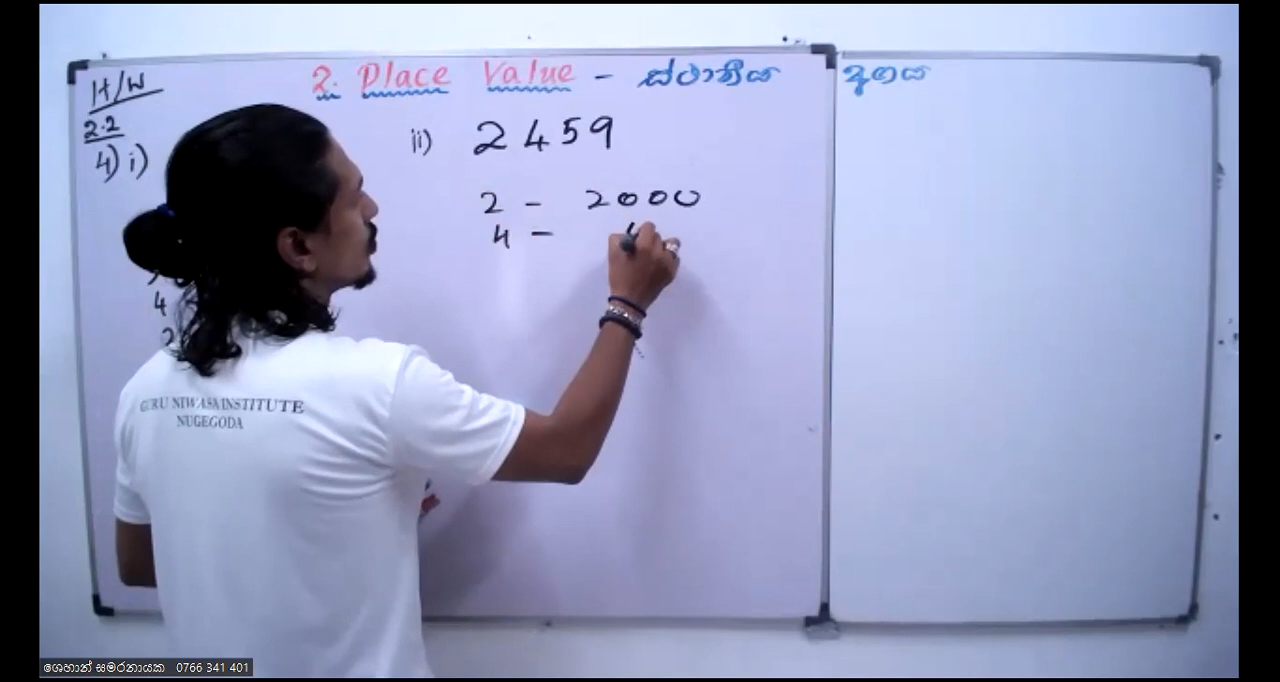 H/W
2. Place Value - ස්ථානීය අගය
2.2
4) i)
ii) 2459
2 - 2000
4 -
4
2
GURU NIWASA INSTITUTE
NUGEGODA
ශෙහාන් සමරනායක 0766 341 401